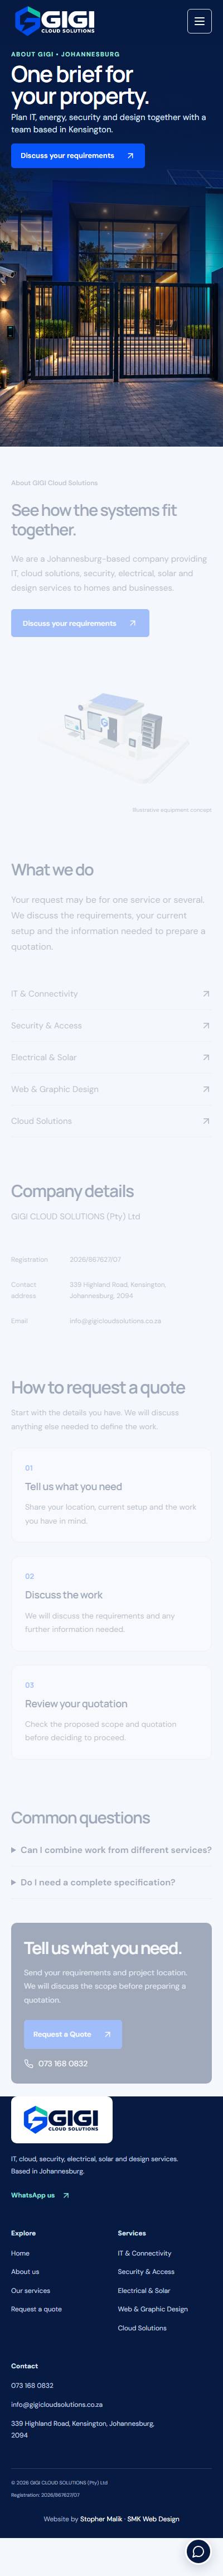 GIGI
CLOUD SOLUTIONS
ABOUT GIGI • JOHANNESBURG
One brief for
your property.
Plan IT, energy, security and design together with a
team based in Kensington.
Discuss your requirements
About GIGI Cloud Solutions
See how the systems fit
together.
We are a Johannesburg-based company providing
IT, cloud solutions, security, electrical, solar and
design services to homes and businesses.
Discuss your requirements
Illustrative equipment concept
What we do
Your request may be for one service or several.
We discuss the requirements, your current
setup and the information needed to prepare a
quotation.
IT & Connectivity
Security & Access
Electrical & Solar
Web & Graphic Design
Cloud Solutions
Company details
GIGI CLOUD SOLUTIONS (Pty) Ltd
Registration 2026/967627/07
Contact address 339 Highland Road, Kensington,
Johannesburg, 2094
Email info@gigicloudsolutions.co.za
How to request a quote
Start with the details you have. We will discuss
anything else needed to define the work.
01
Tell us what you need
Share your location, current setup and the work
you have in mind.
02
Discuss the work
We will discuss the requirements and any
further information needed.
03
Review your quotation
Check the proposed scope and quotation
before deciding to proceed.
Common questions
Can I combine work from different services?
Do I need a complete specification?
Tell us what you need.
Send your requirements and project location.
We will discuss the scope before preparing a
quotation.
Request a Quote
073 168 0832
GIGI
CLOUD SOLUTIONS
IT, cloud, security, electrical, solar and design services.
Based in Johannesburg.
WhatsApp us
Explore
Home
About us
Our services
Request a quote
Services
IT & Connectivity
Security & Access
Electrical & Solar
Web & Graphic Design
Cloud Solutions
Contact
073 168 0832
info@gigicloudsolutions.co.za
339 Highland Road, Kensington, Johannesburg,
2094
© 2026 GIGI CLOUD SOLUTIONS (Pty) Ltd
Registration: 2026/967627/07
Website by Stopher Malik · SMK Web Design